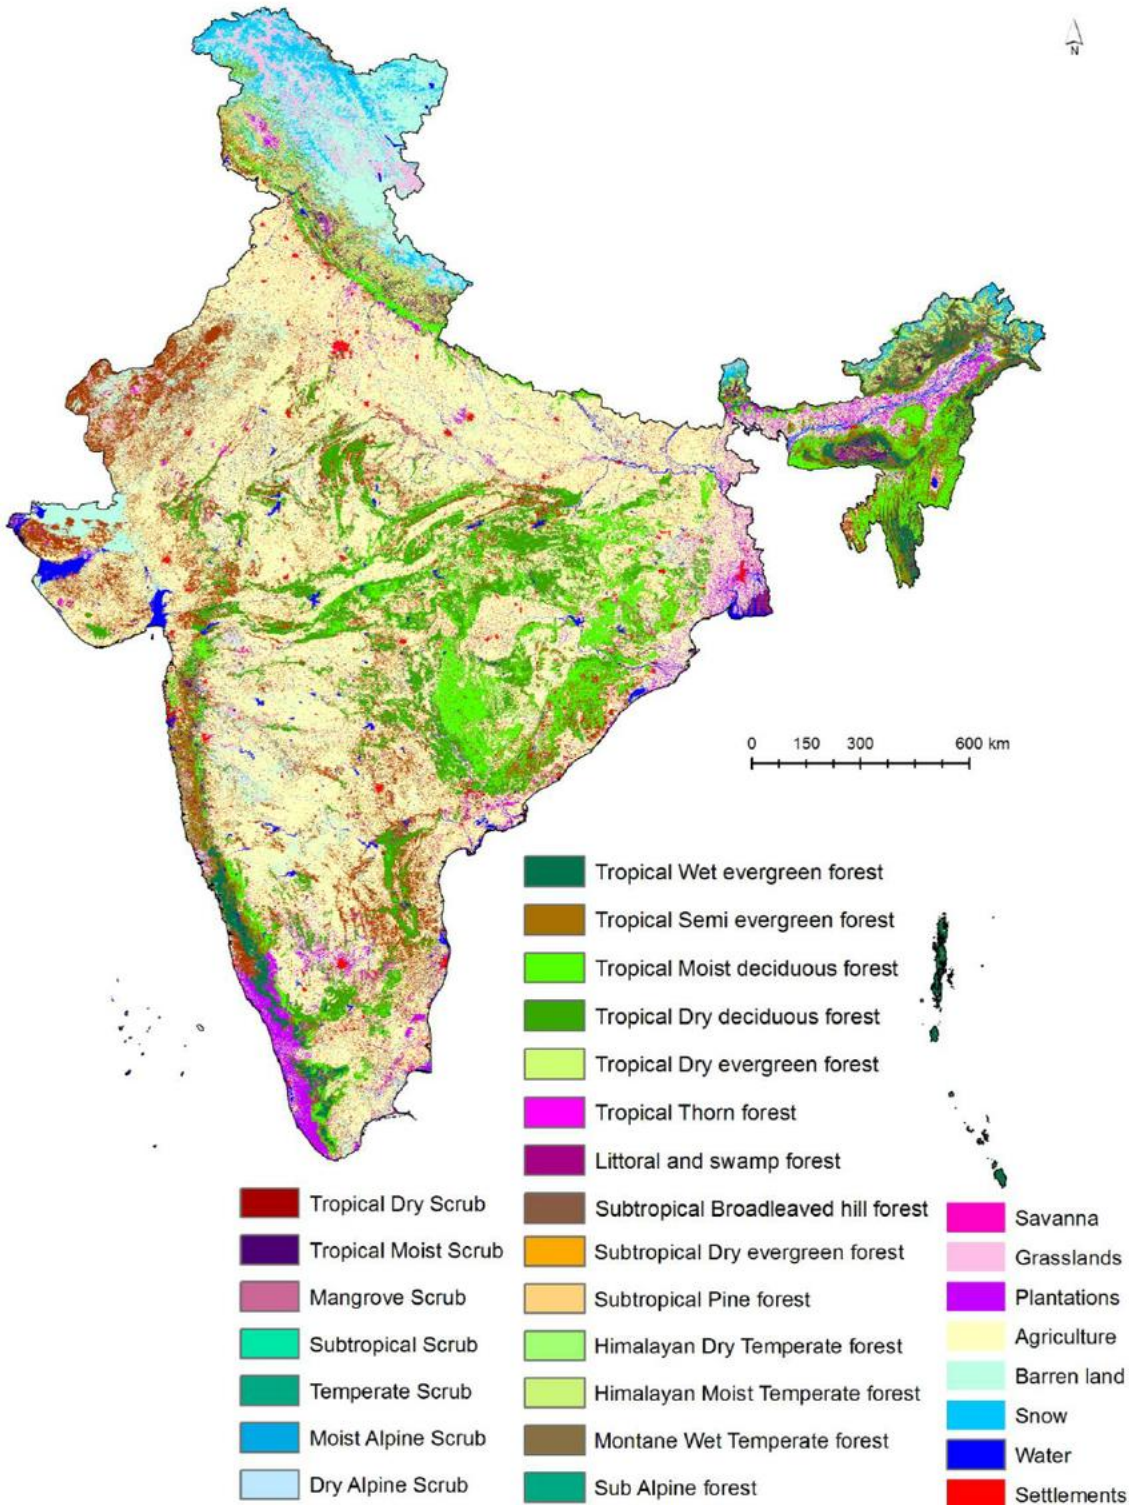 N
0 150 300 600 km
Tropical Wet evergreen forest
Tropical Semi evergreen forest
Tropical Moist deciduous forest
Tropical Dry deciduous forest
Tropical Dry evergreen forest
Tropical Thorn forest
Littoral and swamp forest
Subtropical Broadleaved hill forest
Subtropical Dry evergreen forest
Subtropical Pine forest
Himalayan Dry Temperate forest
Himalayan Moist Temperate forest
Montane Wet Temperate forest
Sub Alpine forest
Tropical Dry Scrub
Tropical Moist Scrub
Mangrove Scrub
Subtropical Scrub
Temperate Scrub
Moist Alpine Scrub
Dry Alpine Scrub
Savanna
Grasslands
Plantations
Agriculture
Barren land
Snow
Water
Settlements